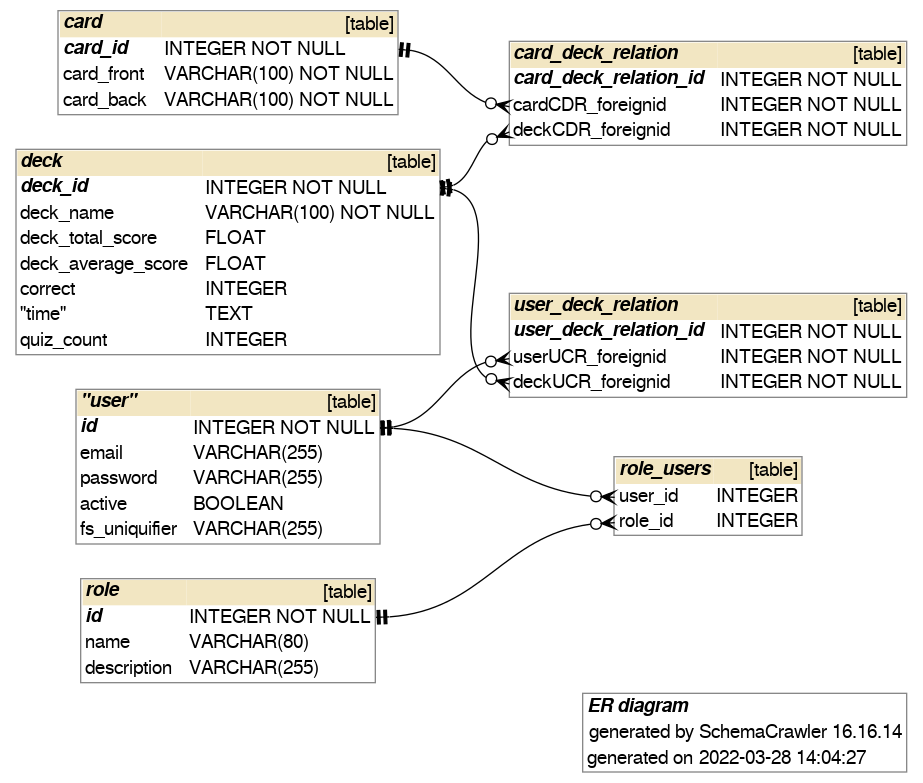 card [table]
card_id INTEGER NOT NULL
card_front VARCHAR(100) NOT NULL
card_back VARCHAR(100) NOT NULL
card_deck_relation [table]
card_deck_relation_id INTEGER NOT NULL
cardCDR_foreignid INTEGER NOT NULL
deckCDR_foreignid INTEGER NOT NULL
deck [table]
deck_id INTEGER NOT NULL
deck_name VARCHAR(100) NOT NULL
deck_total_score FLOAT
deck_average_score FLOAT
correct INTEGER
"time" TEXT
quiz_count INTEGER
user_deck_relation [table]
user_deck_relation_id INTEGER NOT NULL
userUCR_foreignid INTEGER NOT NULL
deckUCR_foreignid INTEGER NOT NULL
"user" [table]
id INTEGER NOT NULL
email VARCHAR(255)
password VARCHAR(255)
active BOOLEAN
fs_uniquifier VARCHAR(255)
role_users [table]
user_id INTEGER
role_id INTEGER
role [table]
id INTEGER NOT NULL
name VARCHAR(80)
description VARCHAR(255)
ER diagram
generated by SchemaCrawler 16.16.14
generated on 2022-03-28 14:04:27